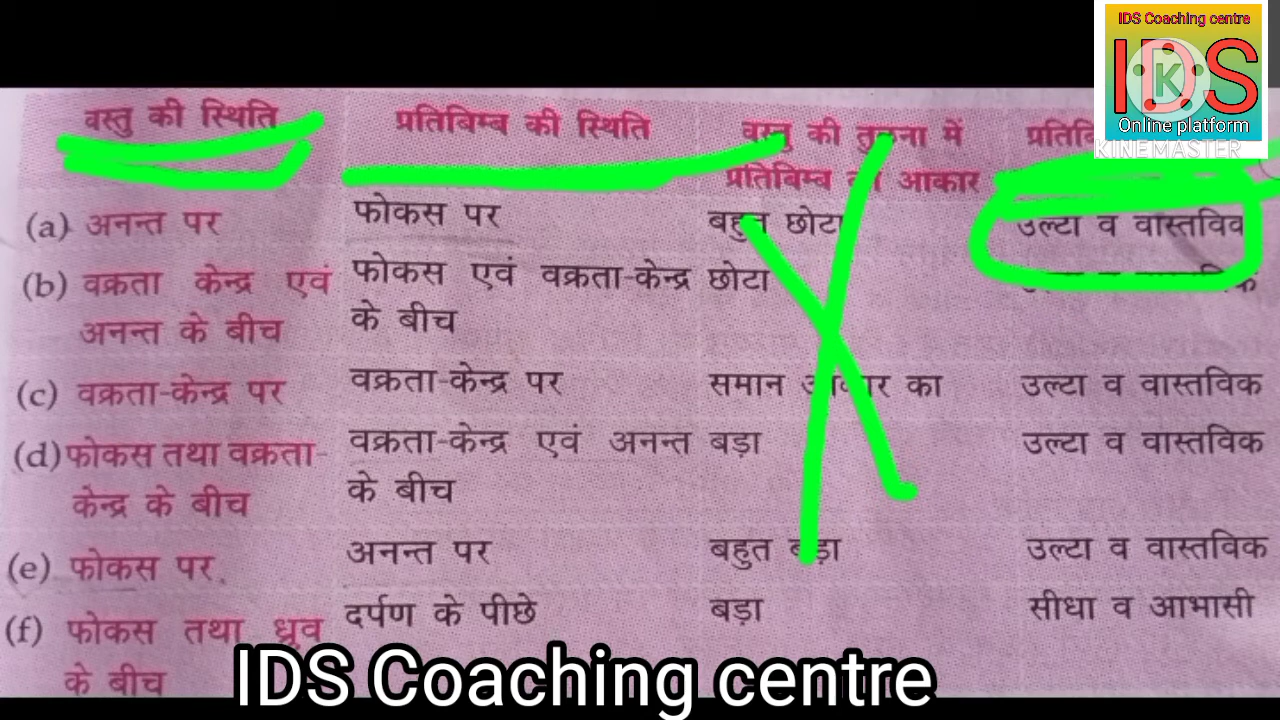 IDS Coaching centre
IDS
K
Online platform
KINEMASTER
वस्तु की स्थिति प्रतिबिम्ब की स्थिति वस्तु की तुलना में
प्रतिबिम्ब का आकार
(a) अनन्त पर फोकस पर बहुत छोटा उल्टा व वास्तविक
(b) वक्रता केन्द्र एवं फोकस एवं वक्रता-केन्द्र छोटा
अनन्त के बीच के बीच
(c) वक्रता-केन्द्र पर वक्रता-केन्द्र पर समान आकार का उल्टा व वास्तविक
(d) फोकस तथा वक्रता- वक्रता-केन्द्र एवं अनन्त बड़ा उल्टा व वास्तविक
केन्द्र के बीच के बीच
(e) फोकस पर अनन्त पर बहुत बड़ा उल्टा व वास्तविक
(f) फोकस तथा ध्रुव दर्पण के पीछे बड़ा सीधा व आभासी
के बीच
IDS Coaching centre